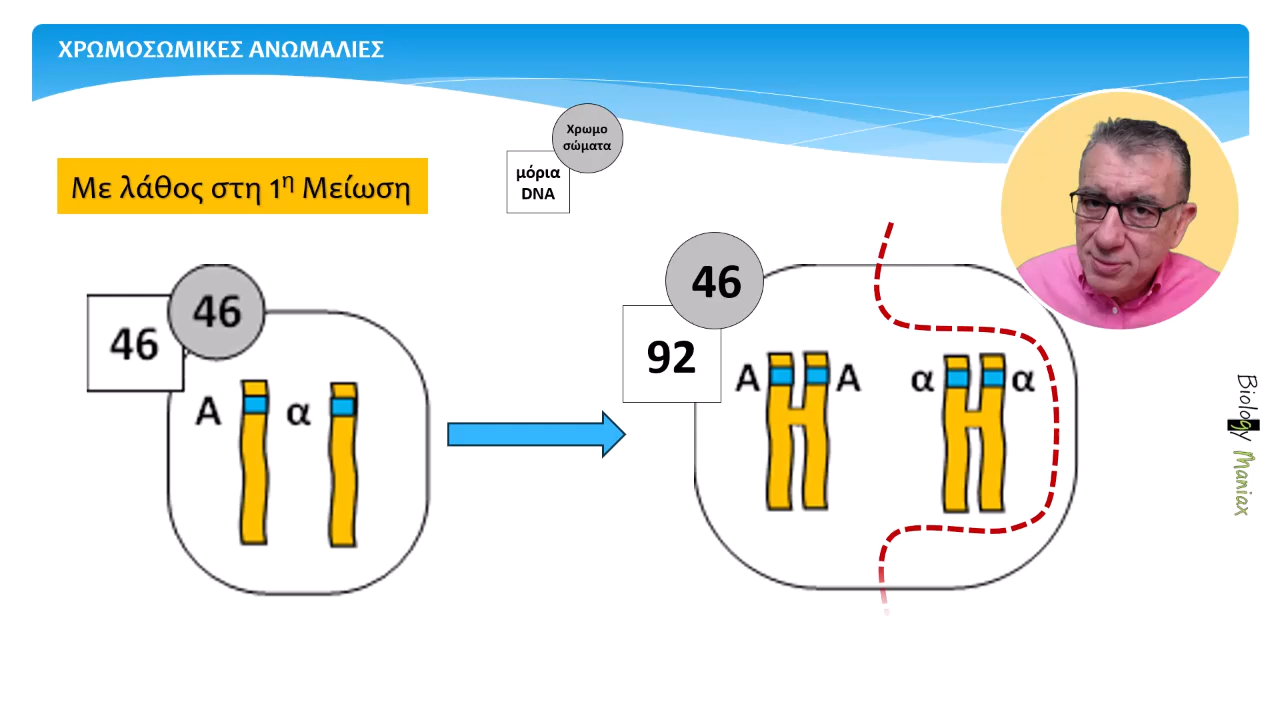 ΧΡΩΜΟΣΩΜΙΚΕΣ ΑΝΩΜΑΛΙΕΣ
Χρωμο
σώματα
μόρια
DNA
Με λάθος στη 1η Μείωση
46
46
Α α
46
92
Α Α α α
Biology Maniax